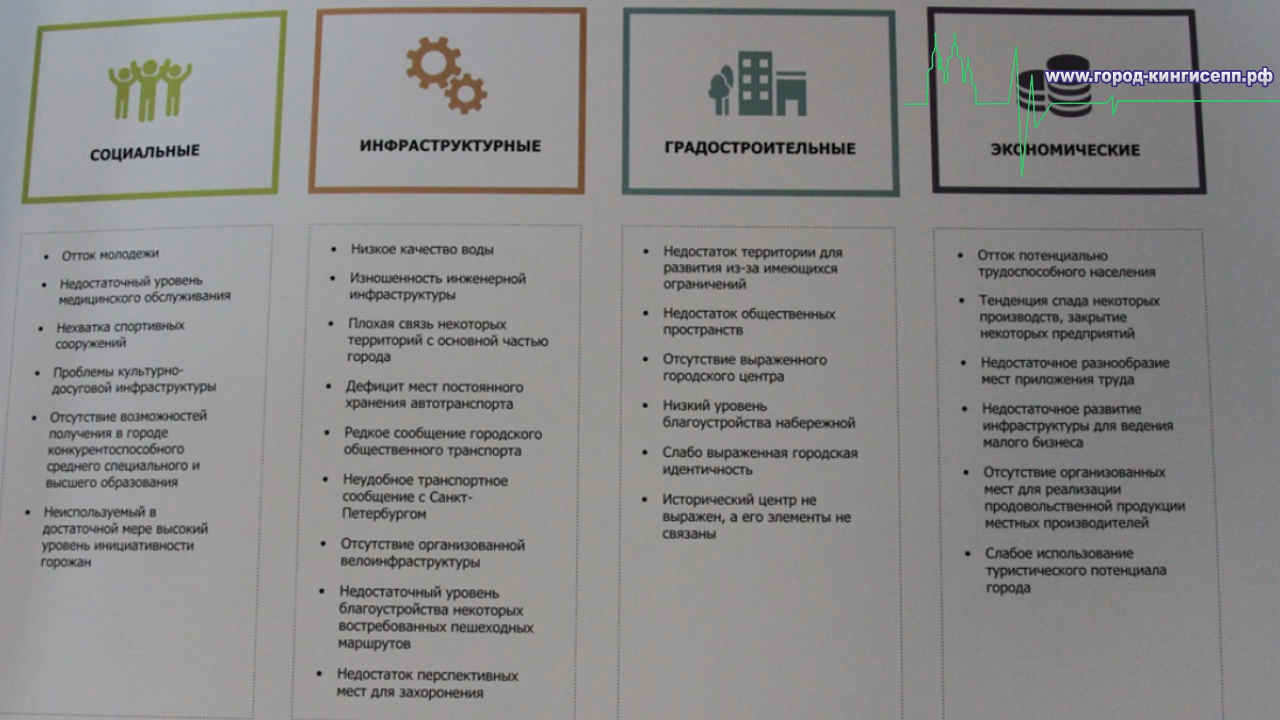 www.город-кингисепп.рф
СОЦИАЛЬНЫЕ
• Отток молодежи
• Недостаточный уровень
медицинского обслуживания
• Нехватка спортивных
сооружений
• Проблемы культурно-
досуговой инфраструктуры
• Отсутствие возможностей
получения в городе
конкурентоспособного
среднего специального и
высшего образования
• Неиспользуемый в
достаточной мере высокий
уровень инициативности
горожан
ИНФРАСТРУКТУРНЫЕ
• Низкое качество воды
• Изношенность инженерной
инфраструктуры
• Плохая связь некоторых
территорий с основной частью
города
• Дефицит мест постоянного
хранения автотранспорта
• Редкое сообщение городского
общественного транспорта
• Неудобное транспортное
сообщение с Санкт-
Петербургом
• Отсутствие организованной
велоинфраструктуры
• Недостаточный уровень
благоустройства некоторых
востребованных пешеходных
маршрутов
• Недостаток перспективных
мест для захоронения
ГРАДОСТРОИТЕЛЬНЫЕ
• Недостаток территории для
развития из-за имеющихся
ограничений
• Недостаток общественных
пространств
• Отсутствие выраженного
городского центра
• Низкий уровень
благоустройства набережной
• Слабо выраженная городская
идентичность
• Исторический центр не
выражен, а его элементы не
связаны
ЭКОНОМИЧЕСКИЕ
• Отток потенциально
трудоспособного населения
• Тенденция спада некоторых
производств, закрытие
некоторых предприятий
• Недостаточное разнообразие
мест приложения труда
• Недостаточное развитие
инфраструктуры для ведения
малого бизнеса
• Отсутствие организованных
мест для реализации
продовольственной продукции
местных производителей
• Слабое использование
туристического потенциала
города